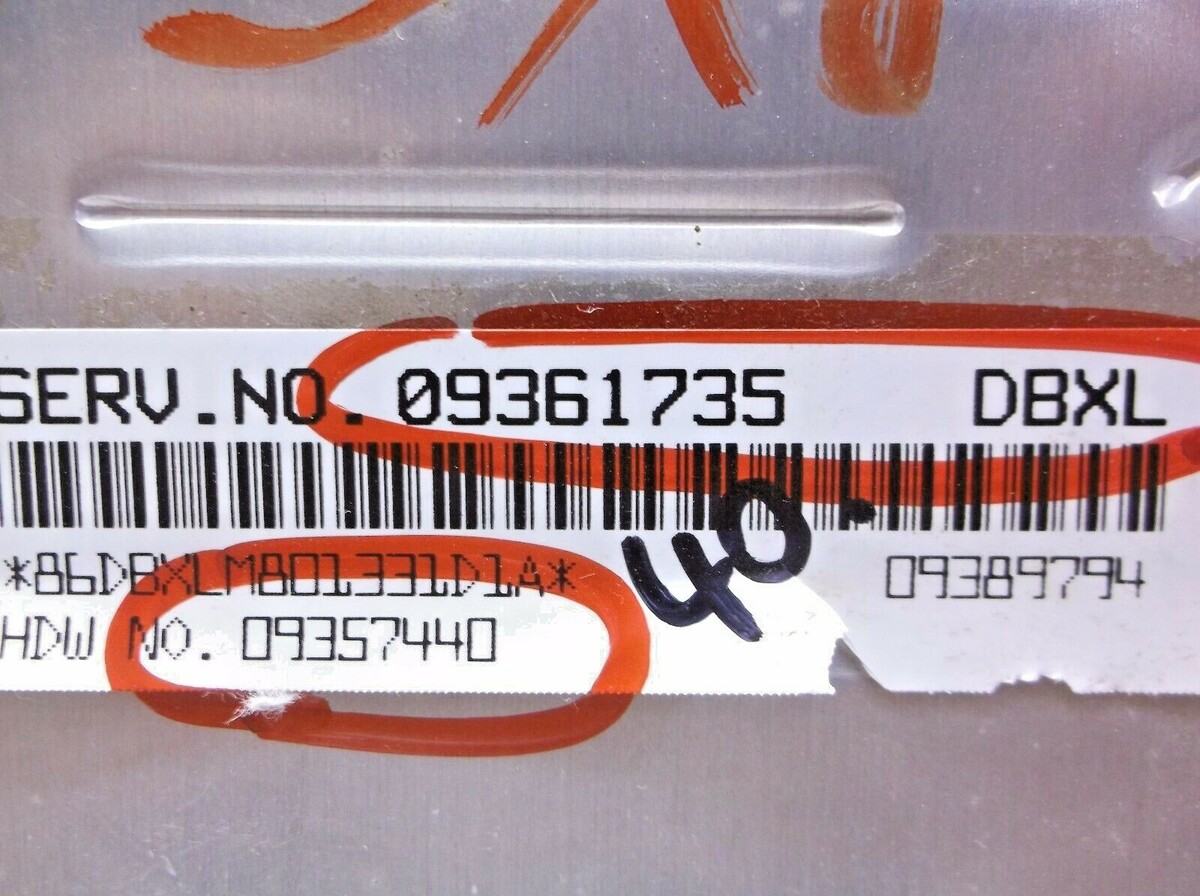 SERV.NO.09361735 DBXL
*86DBXLM801331D1A* 09389794
40.
HDW NO. 09357440